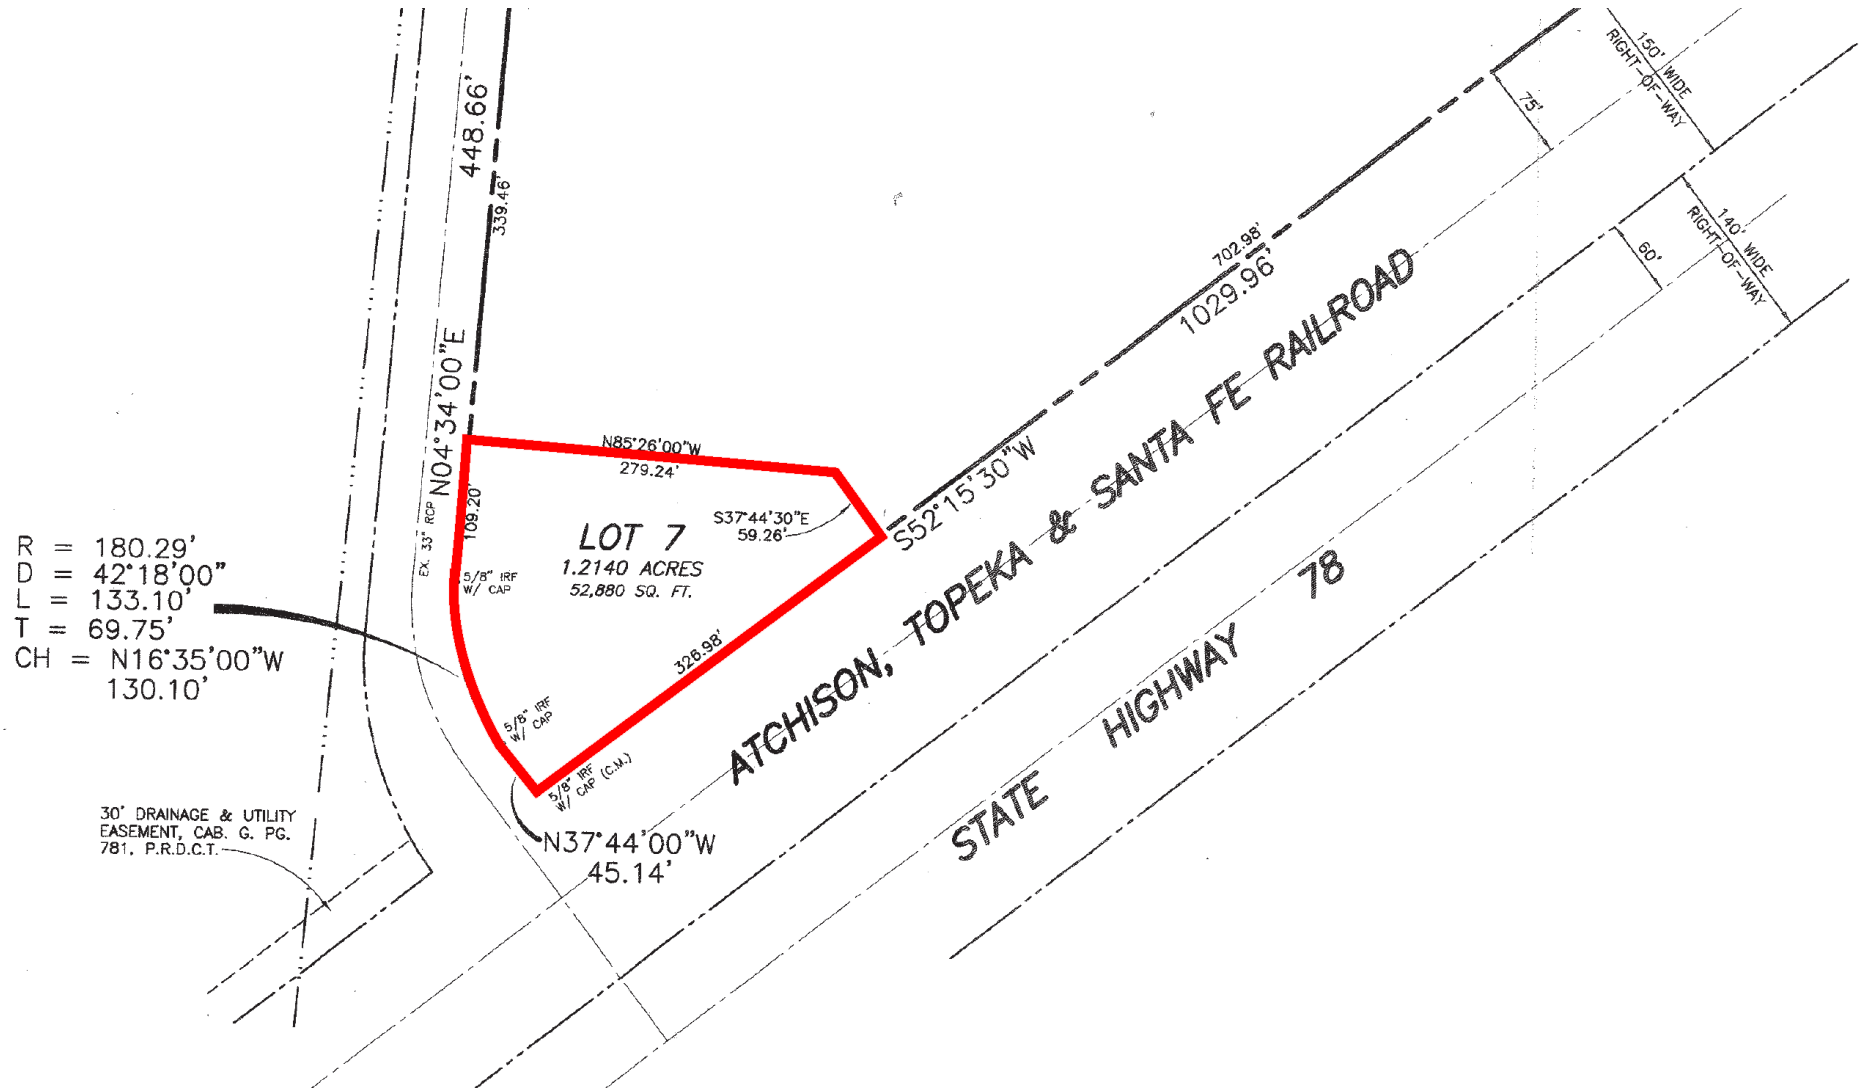 150' WIDE
RIGHT-OF-WAY
75'
448.66'
339.46'
140' WIDE
RIGHT-OF-WAY
60'
702.98'
1029.96'
N04°34'00"E
N85°26'00"W
279.24'
S52°15'30"W
109.20'
EX. 33" RCP
S37°44'30"E
59.26'
LOT 7
1.2140 ACRES
52,880 SQ. FT.
5/8" IRF
W/ CAP
R = 180.29'
D = 42°18'00"
L = 133.10'
T = 69.75'
CH = N16°35'00"W
130.10'
326.98'
ATCHISON, TOPEKA & SANTA FE RAILROAD
STATE HIGHWAY 78
5/8" IRF
W/ CAP
5/8" IRF
W/ CAP (C.M.)
N37°44'00"W
45.14'
30' DRAINAGE & UTILITY
EASEMENT, CAB. G. PG.
781, P.R.D.C.T.